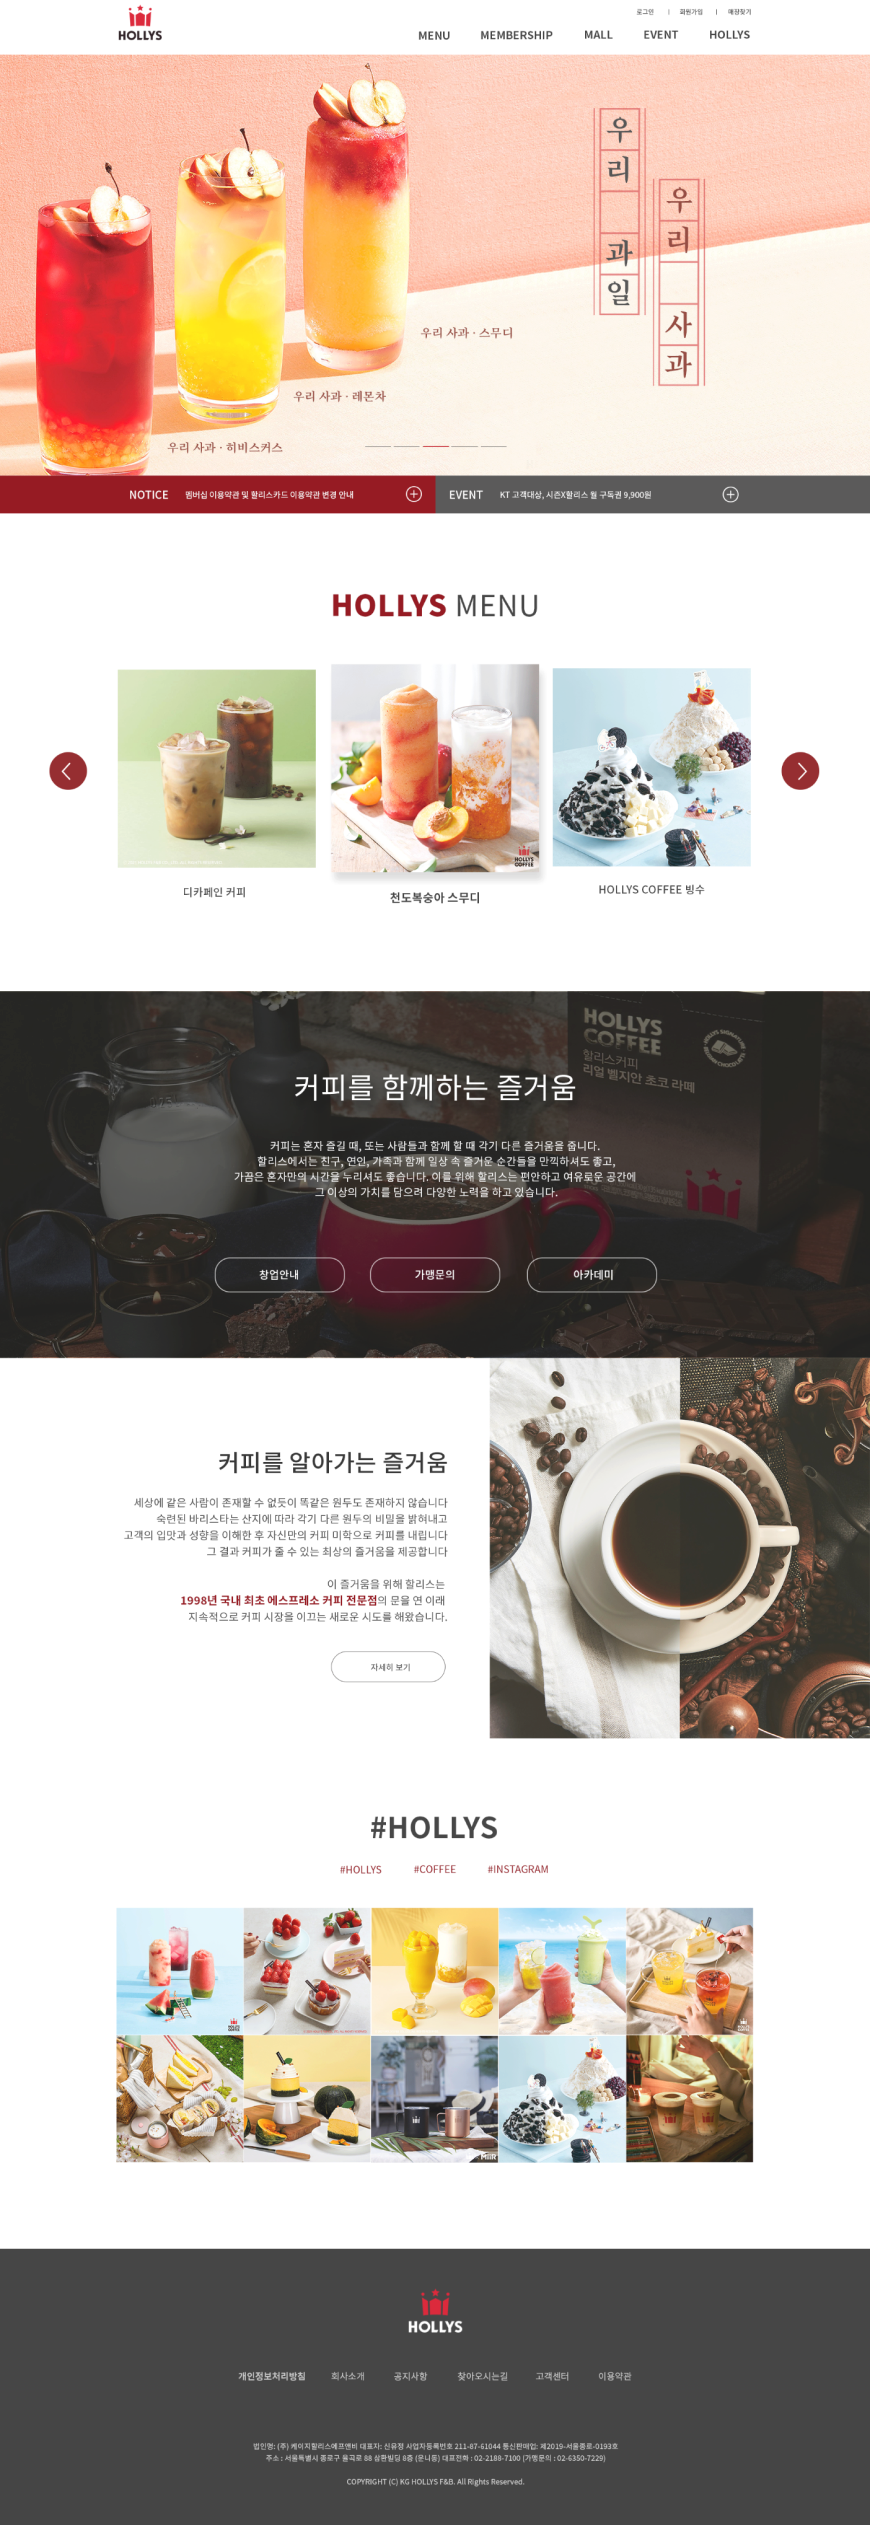 HOLLYS
로그인 | 회원가입 | 매장찾기
MENU MEMBERSHIP MALL EVENT HOLLYS
우리 과일
우리 사과
우리 사과 · 스무디
우리 사과 · 레몬차
우리 사과 · 히비스커스
NOTICE 멤버십 이용약관 및 할리스카드 이용약관 변경 안내
EVENT KT 고객대상, 시즌X할리스 월 구독권 9,900원
HOLLYS MENU
HOLLYS
COFFEE
디카페인 커피
천도복숭아 스무디
HOLLYS COFFEE 빙수
HOLLYS
COFFEE
할리스커피
리얼 벨지안 초코 라떼
커피를 함께하는 즐거움
커피는 혼자 즐길 때, 또는 사람들과 함께 할 때 각기 다른 즐거움을 줍니다.
할리스에서는 친구, 연인, 가족과 함께 일상 속 즐거운 순간들을 만끽하셔도 좋고,
가끔은 혼자만의 시간을 누리셔도 좋습니다. 이를 위해 할리스는 편안하고 여유로운 공간에
그 이상의 가치를 담으려 다양한 노력을 하고 있습니다.
창업안내 가맹문의 아카데미
커피를 알아가는 즐거움
세상에 같은 사람이 존재할 수 없듯이 똑같은 원두도 존재하지 않습니다
숙련된 바리스타는 산지에 따라 각기 다른 원두의 비밀을 밝혀내고
고객의 입맛과 성향을 이해한 후 자신만의 커피 미학으로 커피를 내립니다
그 결과 커피가 줄 수 있는 최상의 즐거움을 제공합니다
이 즐거움을 위해 할리스는
1998년 국내 최초 에스프레소 커피 전문점의 문을 연 이래
지속적으로 커피 시장을 이끄는 새로운 시도를 해왔습니다.
자세히 보기
#HOLLYS
#HOLLYS #COFFEE #INSTAGRAM
MiiR
HOLLYS
개인정보처리방침 회사소개 공지사항 찾아오시는길 고객센터 이용약관
법인명: (주) 케이지할리스에프앤비 대표자: 신유정 사업자등록번호 211-87-61044 통신판매업: 제2019-서울종로-0193호
주소 : 서울특별시 종로구 율곡로 88 삼환빌딩 8층 (운니동) 대표전화 : 02-2188-7100 (가맹문의 : 02-6350-7229)
COPYRIGHT (C) KG HOLLYS F&B. All Rights Reserved.